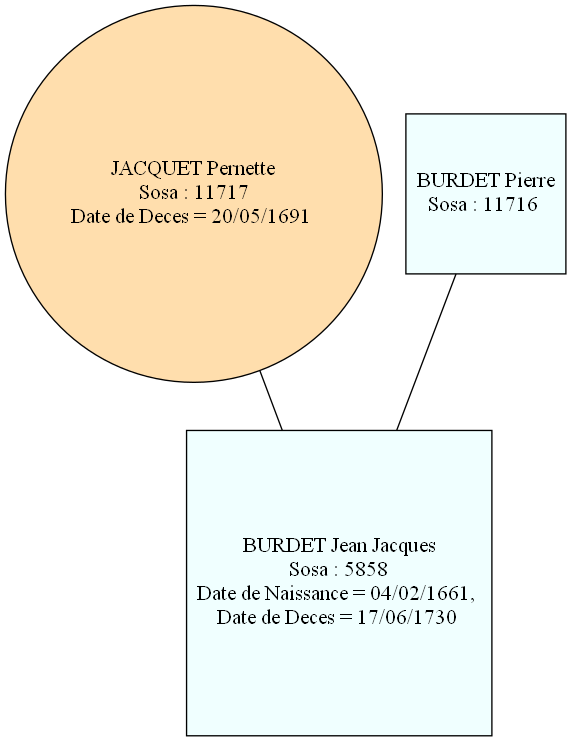 JACQUET Pernette
Sosa : 11717
Date de Deces = 20/05/1691
BURDET Pierre
Sosa : 11716
BURDET Jean Jacques
Sosa : 5858
Date de Naissance = 04/02/1661,
Date de Deces = 17/06/1730